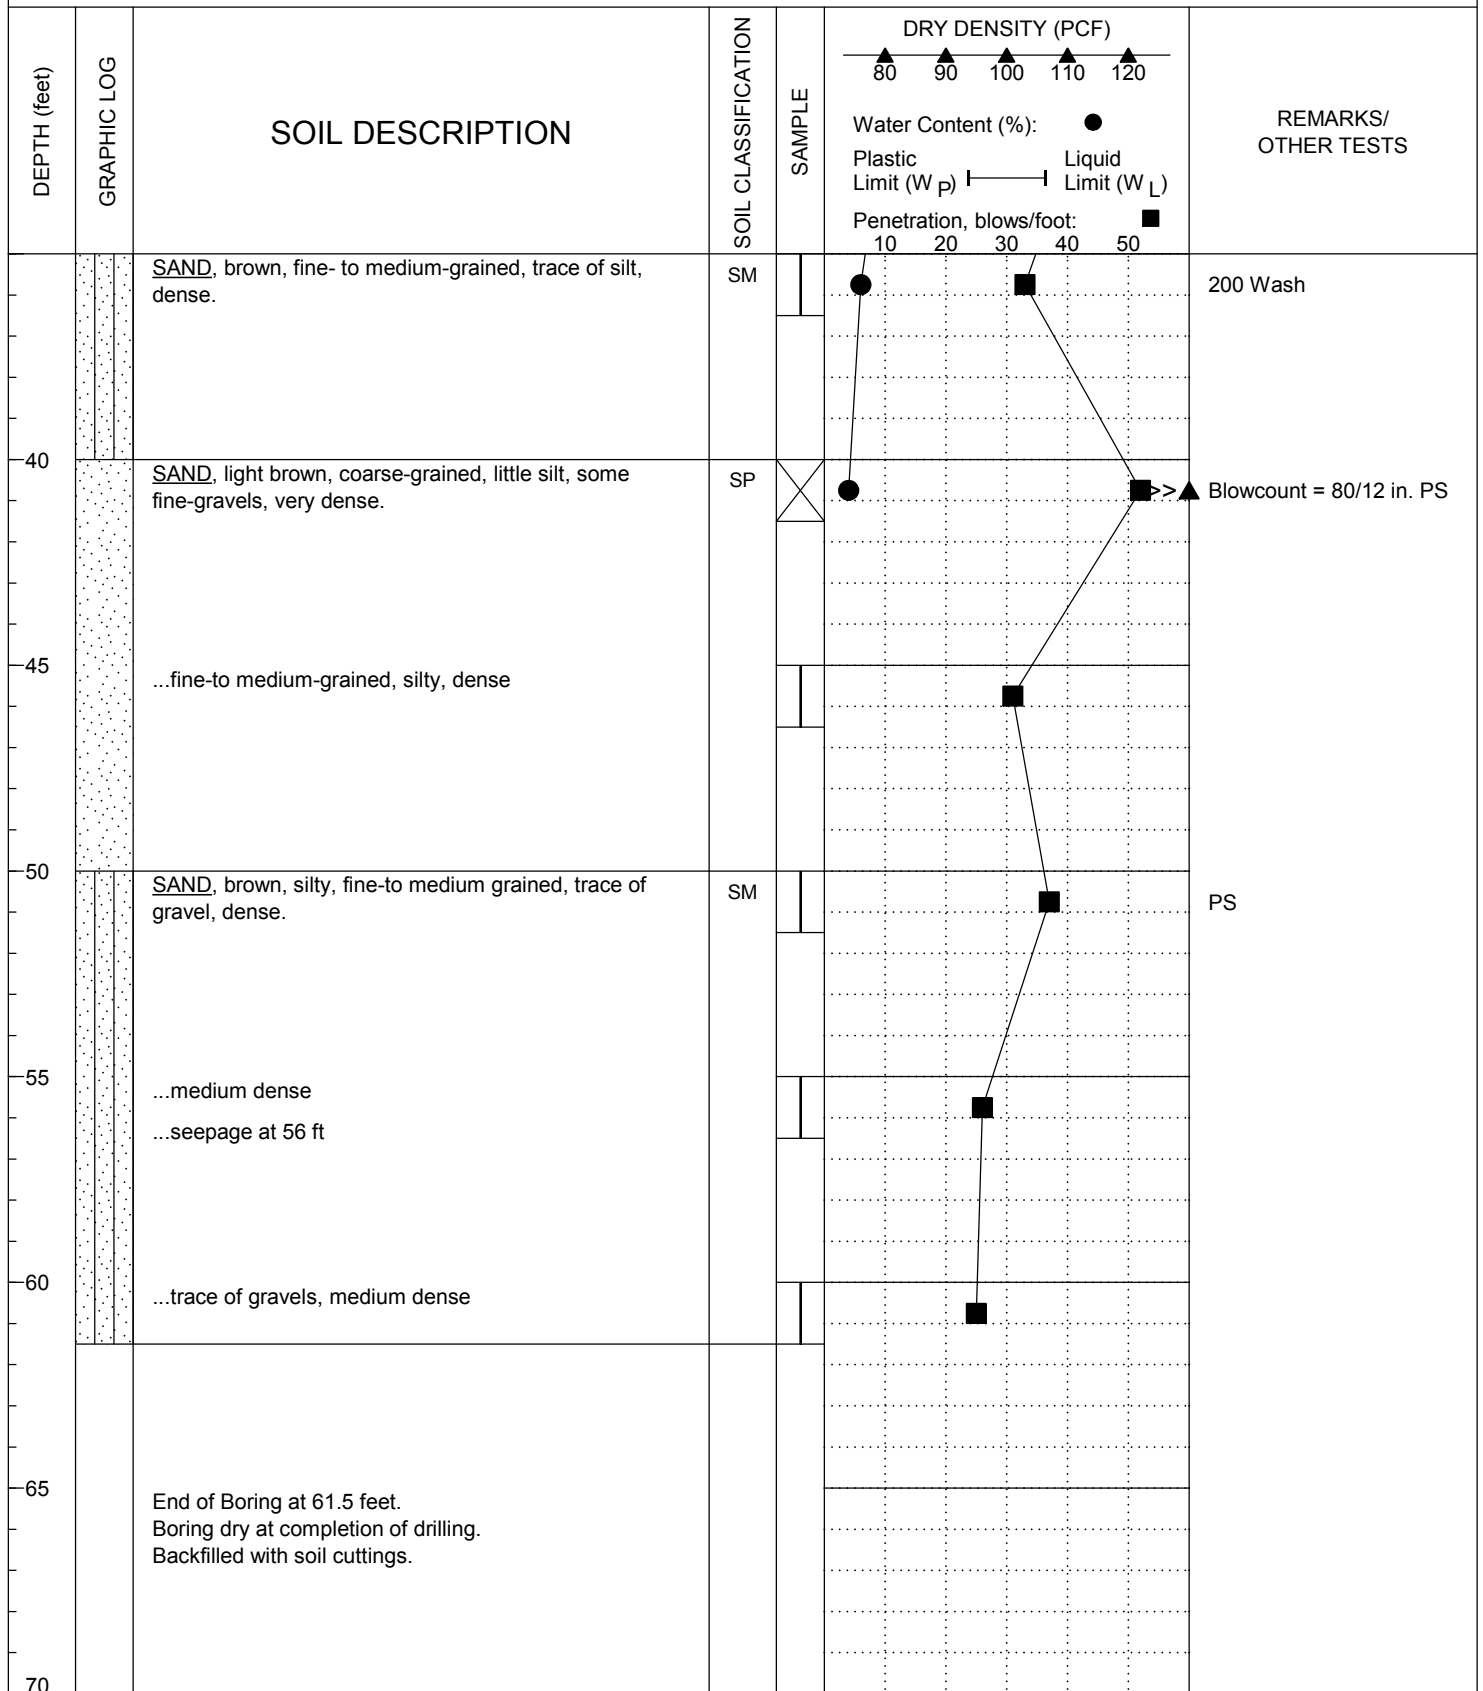 DEPTH (feet)
GRAPHIC LOG
SOIL DESCRIPTION
SOIL CLASSIFICATION
SAMPLE
DRY DENSITY (PCF)
80 90 100 110 120
Water Content (%):
Plastic Limit (W P)
Liquid Limit (W L)
Penetration, blows/foot:
10 20 30 40 50
REMARKS/
OTHER TESTS
SAND, brown, fine- to medium-grained, trace of silt,
dense.
SM
200 Wash
40
SAND, light brown, coarse-grained, little silt, some
fine-gravels, very dense.
SP
>>
Blowcount = 80/12 in. PS
45
...fine-to medium-grained, silty, dense
50
SAND, brown, silty, fine-to medium grained, trace of
gravel, dense.
SM
PS
55
...medium dense
...seepage at 56 ft
60
...trace of gravels, medium dense
65
End of Boring at 61.5 feet.
Boring dry at completion of drilling.
Backfilled with soil cuttings.
70